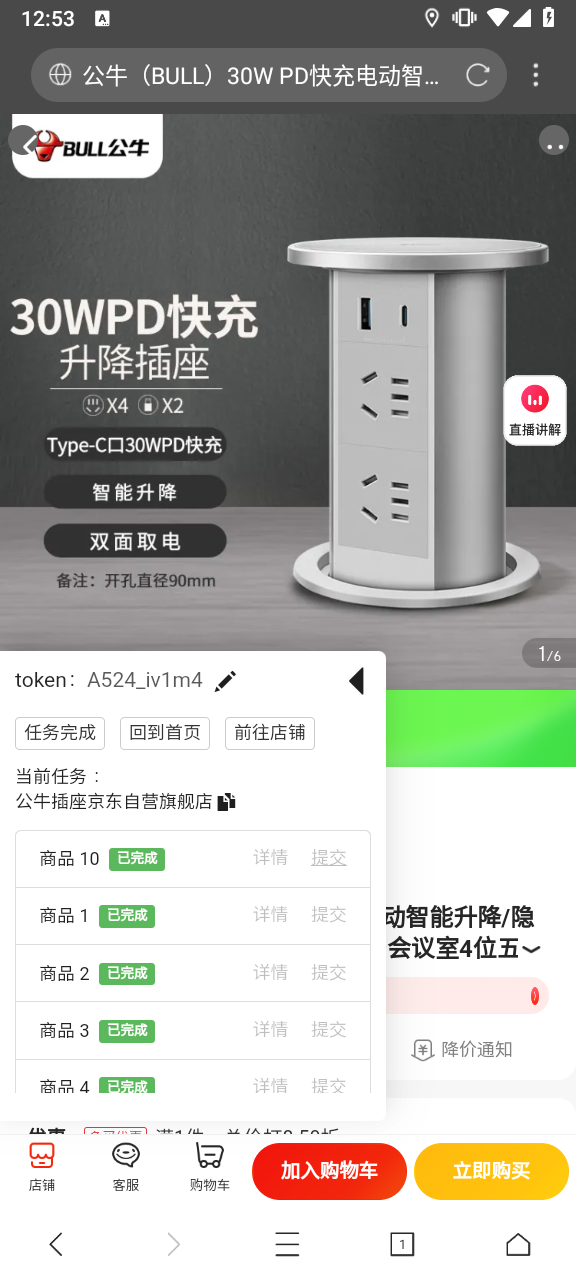 12:53
A
公牛（BULL）30W PD快充电动智...
BULL公牛
30WPD快充
升降插座
X4 X2
Type-C口30WPD快充
智能升降
双面取电
备注：开孔直径90mm
直播讲解
1/6
token： A524_iv1m4
任务完成 回到首页 前往店铺
当前任务：
公牛插座京东自营旗舰店
商品 10 已完成 详情 提交
商品 1 已完成 详情 提交
商品 2 已完成 详情 提交
商品 3 已完成 详情 提交
商品 4 已完成 详情 提交
动智能升降/隐
会议室4位五
降价通知
店铺
客服
购物车
加入购物车
立即购买
1